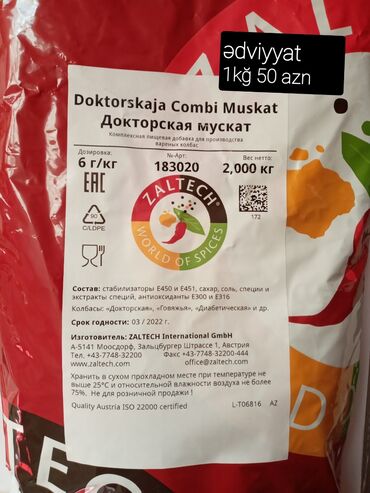 ədviyyat
1kğ 50 azn
Doktorskaja Combi Muskat
Докторская мускат
Комплексная пищевая добавка для производства
вареных колбас
Дозировка: №-Арт: Вес нетто:
6 г/кг 183020 2,000 кг
EAC
90
C/LDPE
ZALTECH®
WORLD OF SPICES
172
Состав: стабилизаторы Е450 и Е451, сахар, соль, специи и
экстракты специй, антиоксиданты Е300 и Е316
Колбасы: «Докторская», «Говяжья», «Диабетическая» и др.
Срок годности: 03 / 2022 г.
Изготовитель: ZALTECH International GmbH
A-5141 Моосдорф, Зальцбургер Штрассе 1, Австрия
Тел. +43-7748-32200 Факс +43-7748-32200-444
www.zaltech.com office@zaltech.com
Хранить в сухом прохладном месте при температуре не
выше 25°C и относительной влажности воздуха не более
75%. Не для розничной продажи !
Quality Austria ISO 22000 certified L-T06816 AZ